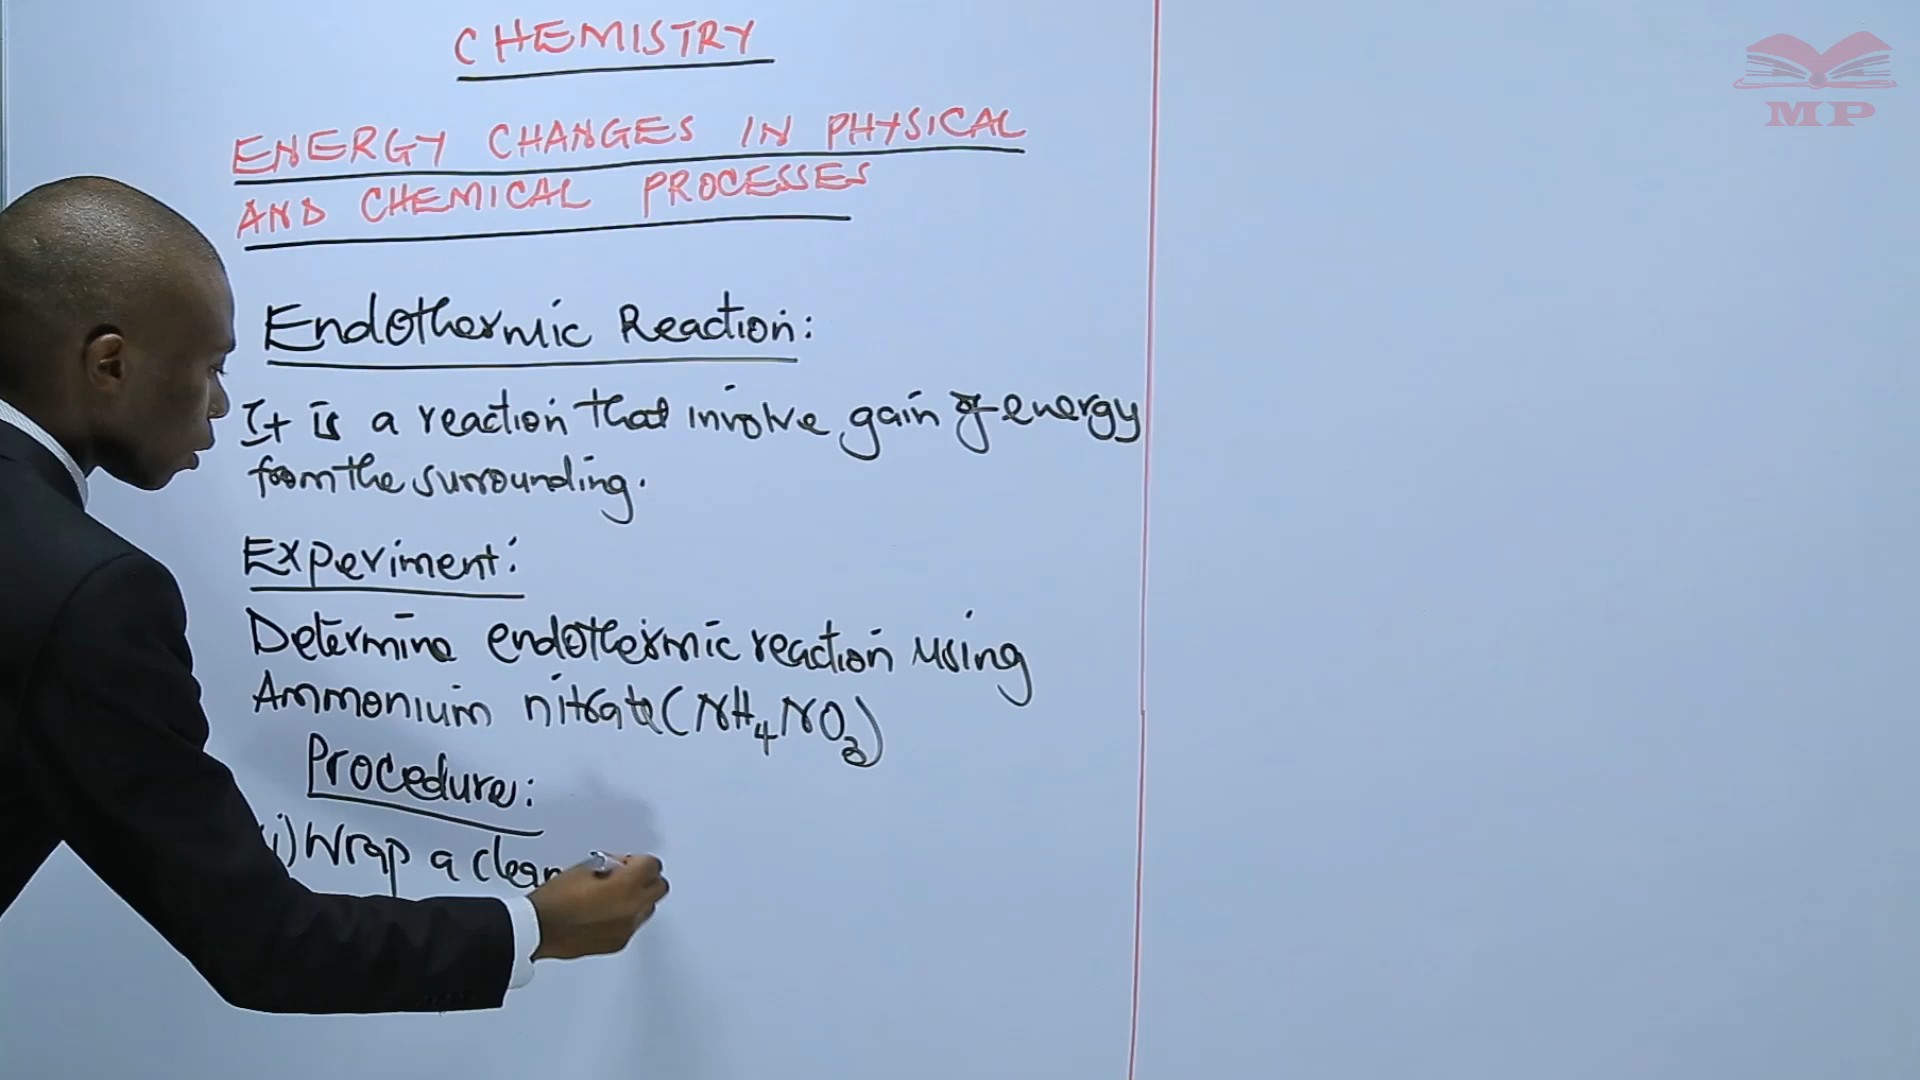 CHEMISTRY
ENERGY CHANGES IN PHYSICAL
AND CHEMICAL PROCESSES
Endothermic Reaction:
It is a reaction that involve gain of energy
from the surrounding.
Experiment:
Determine endothermic reaction using
Ammonium nitrate (NH4NO3)
Procedure:
(i) Wrap a clean
MP